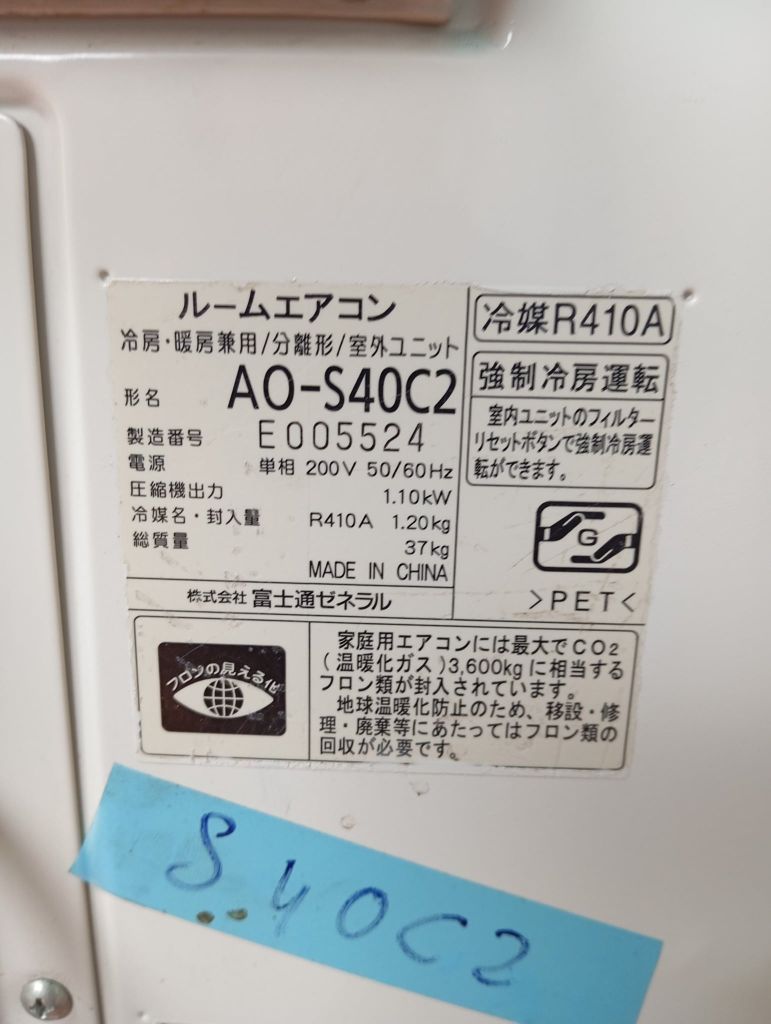 ルームエアコン
冷房・暖房兼用/分離形/室外ユニット
形名 AO-S40C2
製造番号 E005524
電源 単相 200V 50/60Hz
圧縮機出力 1.10kW
冷媒名・封入量 R410A 1.20kg
総質量 37kg
MADE IN CHINA
株式会社 富士通ゼネラル
冷媒R410A
強制冷房運転
室内ユニットのフィルター
リセットボタンで強制冷房運
転ができます。
G
>PET<
フロンの見える化
家庭用エアコンには最大でCO2
(温暖化ガス)3,600kgに相当する
フロン類が封入されています。
地球温暖化防止のため、移設・修
理・廃棄等にあたってはフロン類の
回収が必要です。
S40C2